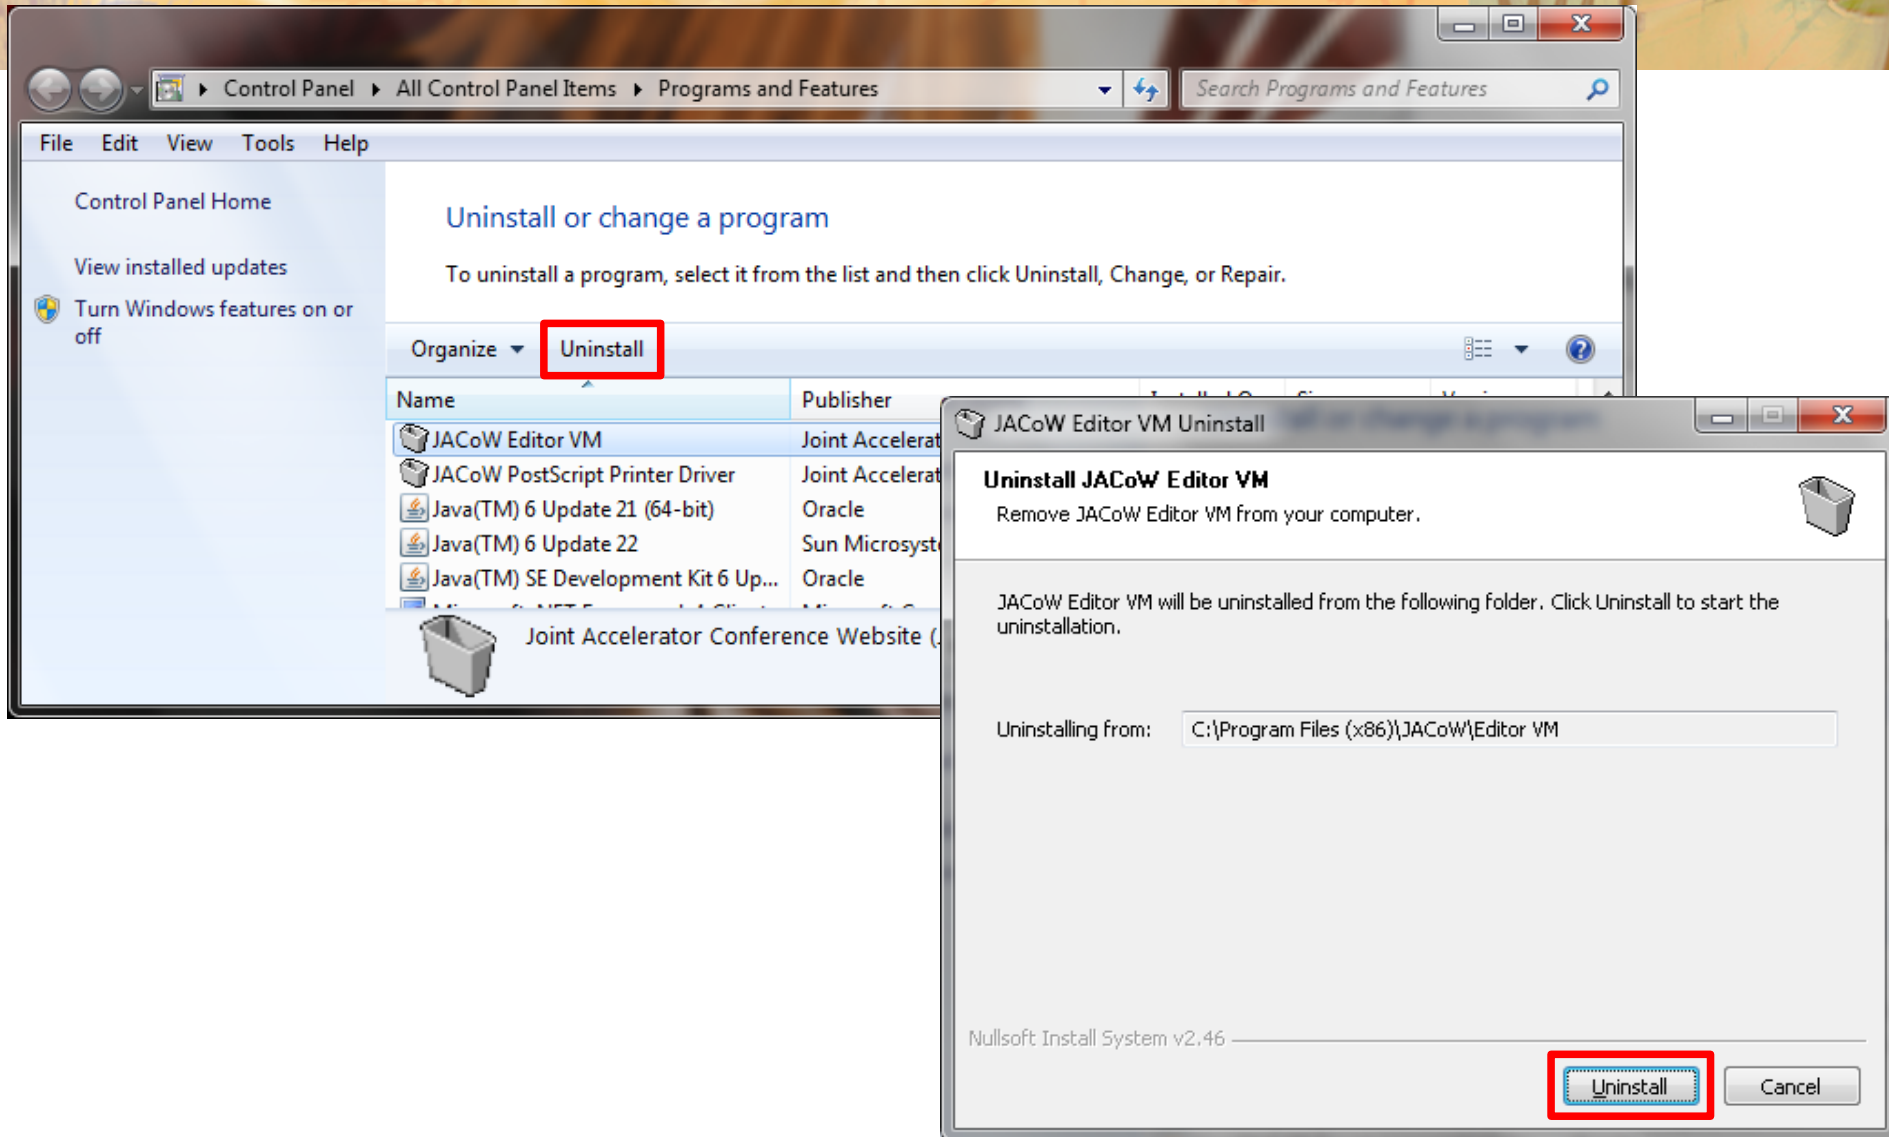 Control Panel All Control Panel Items Programs and Features Search Programs and Features
File Edit View Tools Help
Control Panel Home
View installed updates
Turn Windows features on or
off
Uninstall or change a program
To uninstall a program, select it from the list and then click Uninstall, Change, or Repair.
Organize Uninstall
Name Publisher
JACoW Editor VM Joint Accelerat
JACoW PostScript Printer Driver Joint Accelerat
Java(TM) 6 Update 21 (64-bit) Oracle
Java(TM) 6 Update 22 Sun Microsyst
Java(TM) SE Development Kit 6 Up... Oracle
Joint Accelerator Conference Website (
JACoW Editor VM Uninstall
Uninstall JACoW Editor VM
Remove JACoW Editor VM from your computer.
JACoW Editor VM will be uninstalled from the following folder. Click Uninstall to start the
uninstallation.
Uninstalling from: C:\Program Files (x86)\JACoW\Editor VM
Nullsoft Install System v2.46
Uninstall Cancel